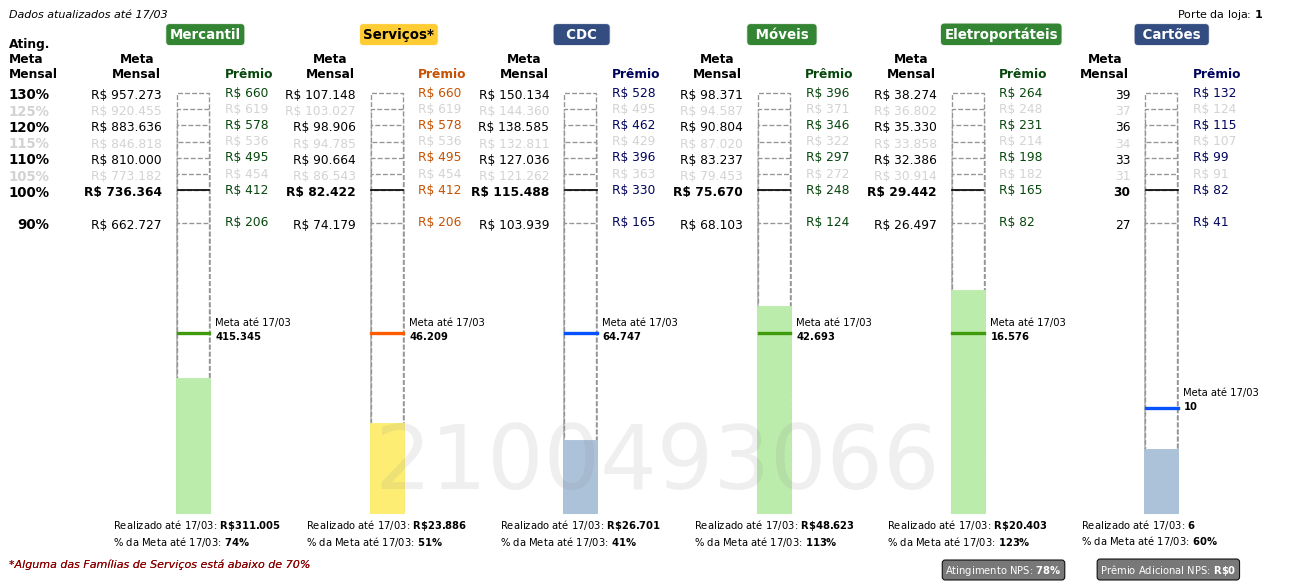 Dados atualizados até 17/03 Porte da loja: 1
Mercantil Serviços* CDC Móveis Eletroportáteis Cartões
Ating.
Meta Meta Meta Meta Meta Meta Meta
Mensal Mensal Prêmio Mensal Prêmio Mensal Prêmio Mensal Prêmio Mensal Prêmio Mensal Prêmio
130% R$ 957.273 R$ 660 R$ 107.148 R$ 660 R$ 150.134 R$ 528 R$ 98.371 R$ 396 R$ 38.274 R$ 264 39 R$ 132
125% R$ 920.455 R$ 619 R$ 103.027 R$ 619 R$ 144.360 R$ 495 R$ 94.587 R$ 371 R$ 36.802 R$ 248 37 R$ 124
120% R$ 883.636 R$ 578 R$ 98.906 R$ 578 R$ 138.585 R$ 462 R$ 90.804 R$ 346 R$ 35.330 R$ 231 36 R$ 115
115% R$ 846.818 R$ 536 R$ 94.785 R$ 536 R$ 132.811 R$ 429 R$ 87.020 R$ 322 R$ 33.858 R$ 214 34 R$ 107
110% R$ 810.000 R$ 495 R$ 90.664 R$ 495 R$ 127.036 R$ 396 R$ 83.237 R$ 297 R$ 32.386 R$ 198 33 R$ 99
105% R$ 773.182 R$ 454 R$ 86.543 R$ 454 R$ 121.262 R$ 363 R$ 79.453 R$ 272 R$ 30.914 R$ 182 31 R$ 91
100% R$ 736.364 R$ 412 R$ 82.422 R$ 412 R$ 115.488 R$ 330 R$ 75.670 R$ 248 R$ 29.442 R$ 165 30 R$ 82
90% R$ 662.727 R$ 206 R$ 74.179 R$ 206 R$ 103.939 R$ 165 R$ 68.103 R$ 124 R$ 26.497 R$ 82 27 R$ 41
Meta até 17/03 Meta até 17/03 Meta até 17/03 Meta até 17/03 Meta até 17/03
415.345 46.209 64.747 42.693 16.576
Meta até 17/03
10
2100493066
Realizado até 17/03: R$311.005 Realizado até 17/03: R$23.886 Realizado até 17/03: R$26.701 Realizado até 17/03: R$48.623 Realizado até 17/03: R$20.403 Realizado até 17/03: 6
% da Meta até 17/03: 74% % da Meta até 17/03: 51% % da Meta até 17/03: 41% % da Meta até 17/03: 113% % da Meta até 17/03: 123% % da Meta até 17/03: 60%
*Alguma das Famílias de Serviços está abaixo de 70% Atingimento NPS: 78% Prêmio Adicional NPS: R$0